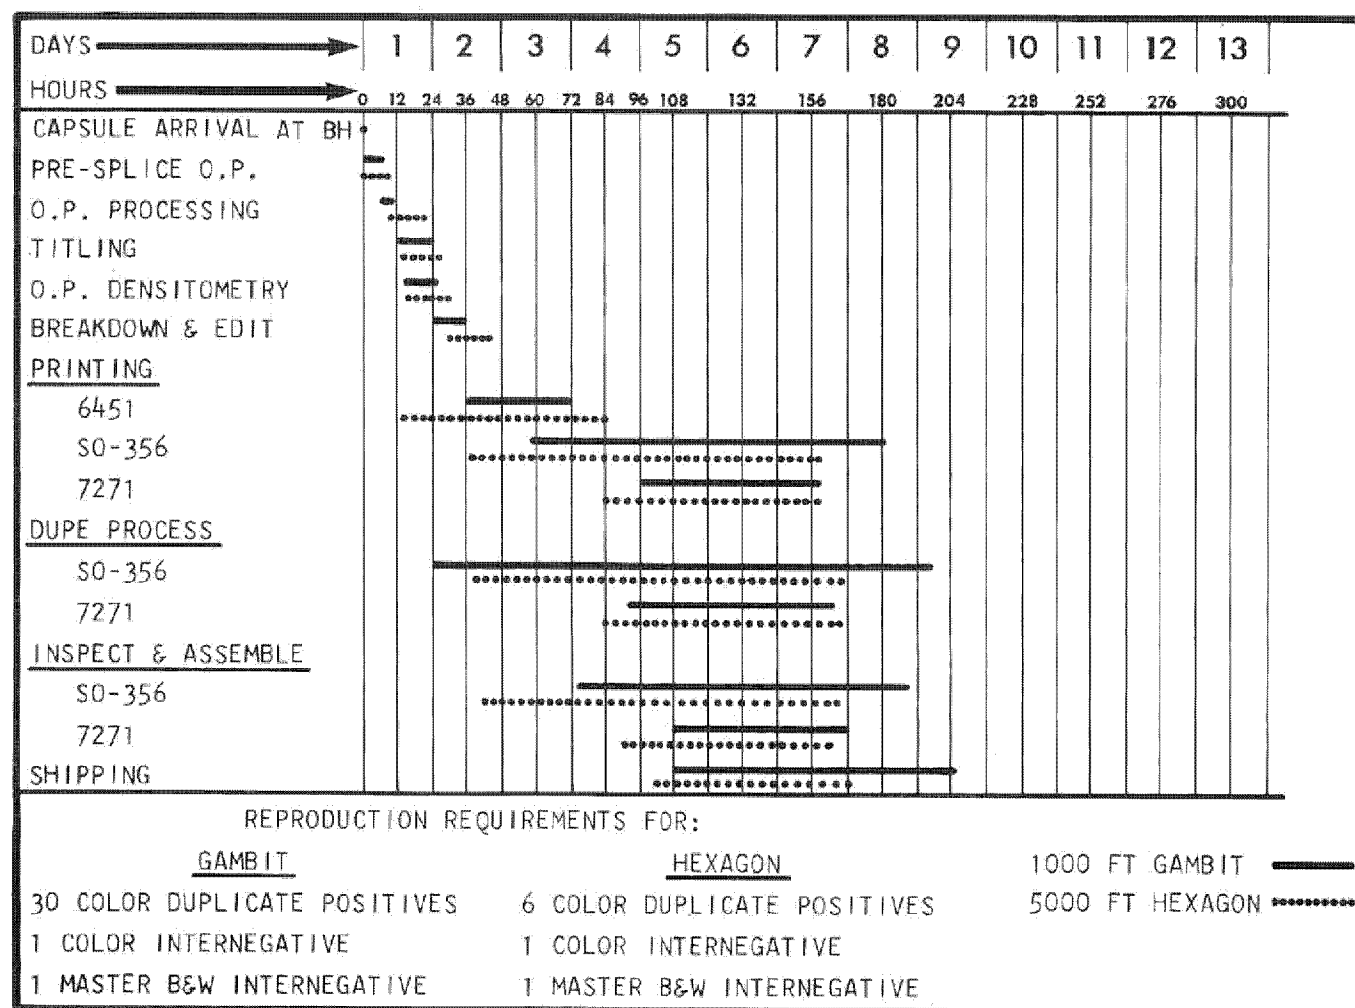 DAYS 1 2 3 4 5 6 7 8 9 10 11 12 13
HOURS 0 12 24 36 48 60 72 84 96 108 132 156 180 204 228 252 276 300
CAPSULE ARRIVAL AT BH
PRE-SPLICE O.P.
O.P. PROCESSING
TITLING
O.P. DENSITOMETRY
BREAKDOWN & EDIT
PRINTING
6451
SO-356
7271
DUPE PROCESS
SO-356
7271
INSPECT & ASSEMBLE
SO-356
7271
SHIPPING
REPRODUCTION REQUIREMENTS FOR:
GAMBIT HEXAGON 1000 FT GAMBIT
30 COLOR DUPLICATE POSITIVES 6 COLOR DUPLICATE POSITIVES 5000 FT HEXAGON
1 COLOR INTERNEGATIVE 1 COLOR INTERNEGATIVE
1 MASTER B&W INTERNEGATIVE 1 MASTER B&W INTERNEGATIVE